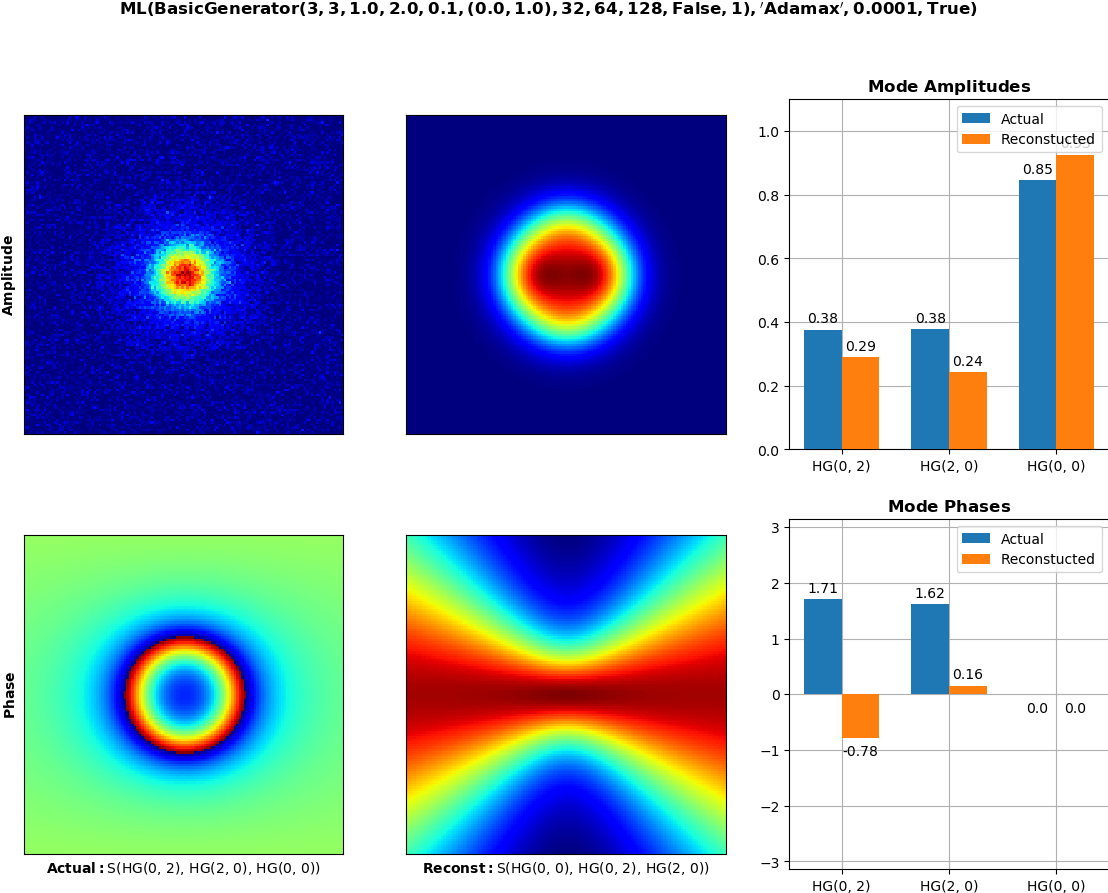 ML(BasicGenerator(3, 3, 1.0, 2.0, 0.1, (0.0, 1.0), 32, 64, 128, False, 1), ′Adamax′, 0.0001, True)
Amplitude
Mode Amplitudes
Actual
Reconstucted
1.0
0.8
0.6
0.4
0.2
0.0
0.38
0.29
0.38
0.24
0.85
0.93
HG(0, 2)
HG(2, 0)
HG(0, 0)
Phase
Actual: S(HG(0, 2), HG(2, 0), HG(0, 0))
Reconst: S(HG(0, 0), HG(0, 2), HG(2, 0))
Mode Phases
Actual
Reconstucted
3
2
1
0
−1
−2
−3
1.71
-0.78
1.62
0.16
0.0
0.0
HG(0, 2)
HG(2, 0)
HG(0, 0)